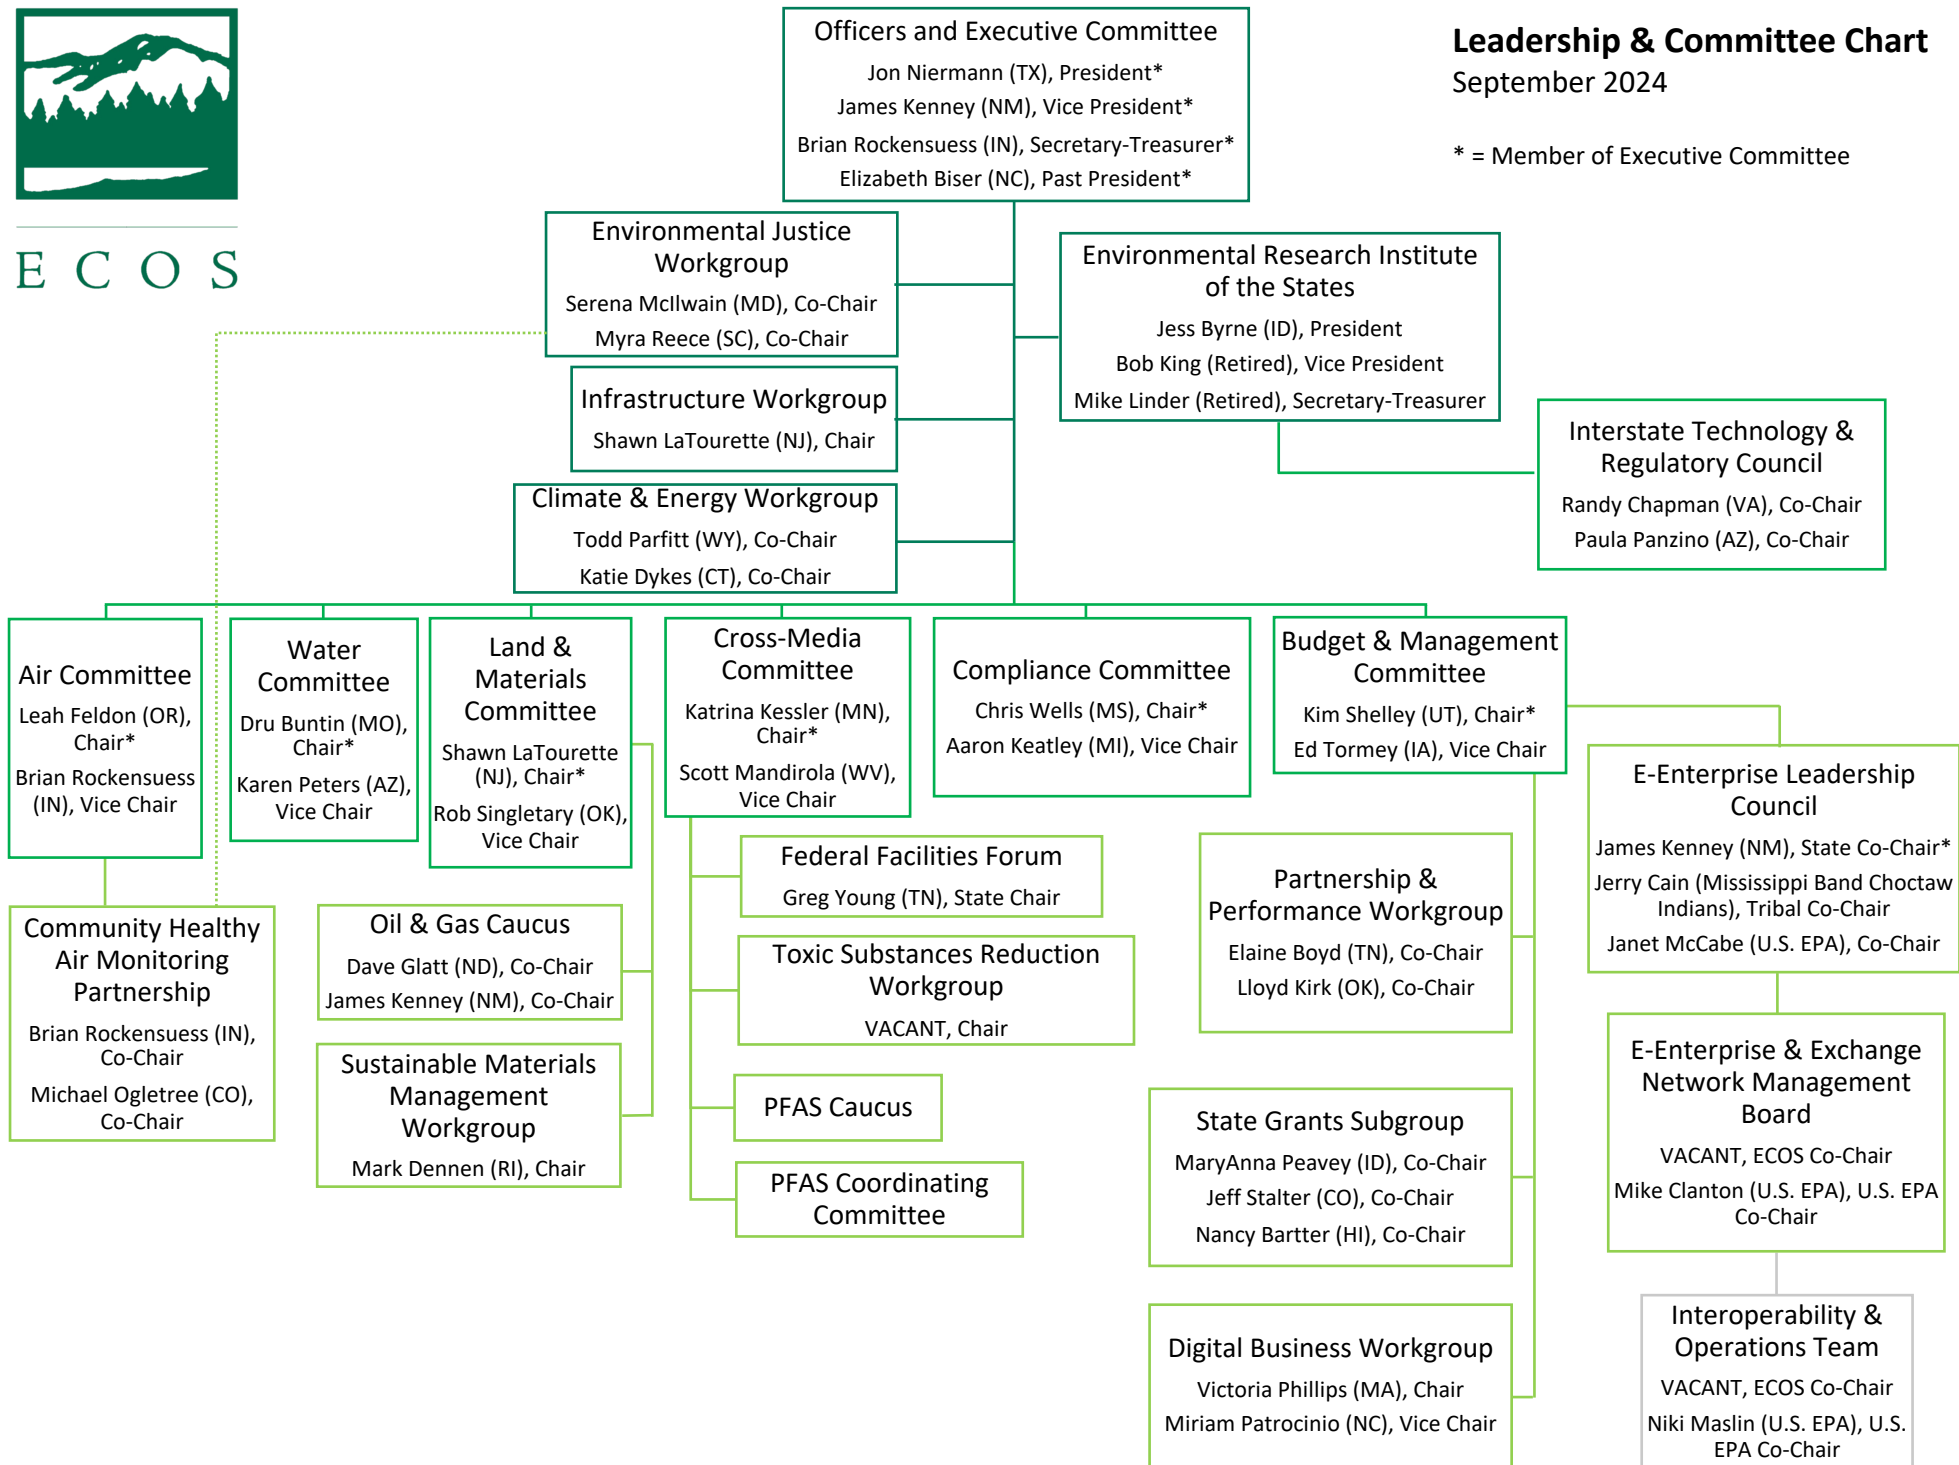 ECOS
Officers and Executive Committee
Jon Niermann (TX), President*
James Kenney (NM), Vice President*
Brian Rockensuess (IN), Secretary-Treasurer*
Elizabeth Biser (NC), Past President*
Leadership & Committee Chart
September 2024
* = Member of Executive Committee
Environmental Justice
Workgroup
Serena McIlwain (MD), Co-Chair
Myra Reece (SC), Co-Chair
Environmental Research Institute
of the States
Jess Byrne (ID), President
Bob King (Retired), Vice President
Mike Linder (Retired), Secretary-Treasurer
Infrastructure Workgroup
Shawn LaTourette (NJ), Chair
Interstate Technology &
Regulatory Council
Randy Chapman (VA), Co-Chair
Paula Panzino (AZ), Co-Chair
Climate & Energy Workgroup
Todd Parfitt (WY), Co-Chair
Katie Dykes (CT), Co-Chair
Air Committee
Leah Feldon (OR),
Chair*
Brian Rockensuess
(IN), Vice Chair
Water
Committee
Dru Buntin (MO),
Chair*
Karen Peters (AZ),
Vice Chair
Land &
Materials
Committee
Shawn LaTourette
(NJ), Chair*
Rob Singletary (OK),
Vice Chair
Cross-Media
Committee
Katrina Kessler (MN),
Chair*
Scott Mandirola (WV),
Vice Chair
Compliance Committee
Chris Wells (MS), Chair*
Aaron Keatley (MI), Vice Chair
Budget & Management
Committee
Kim Shelley (UT), Chair*
Ed Tormey (IA), Vice Chair
E-Enterprise Leadership
Council
James Kenney (NM), State Co-Chair*
Jerry Cain (Mississippi Band Choctaw
Indians), Tribal Co-Chair
Janet McCabe (U.S. EPA), Co-Chair
Community Healthy
Air Monitoring
Partnership
Brian Rockensuess (IN),
Co-Chair
Michael Ogletree (CO),
Co-Chair
Oil & Gas Caucus
Dave Glatt (ND), Co-Chair
James Kenney (NM), Co-Chair
Sustainable Materials
Management
Workgroup
Mark Dennen (RI), Chair
Federal Facilities Forum
Greg Young (TN), State Chair
Toxic Substances Reduction
Workgroup
VACANT, Chair
PFAS Caucus
PFAS Coordinating
Committee
Partnership &
Performance Workgroup
Elaine Boyd (TN), Co-Chair
Lloyd Kirk (OK), Co-Chair
State Grants Subgroup
MaryAnna Peavey (ID), Co-Chair
Jeff Stalter (CO), Co-Chair
Nancy Bartter (HI), Co-Chair
Digital Business Workgroup
Victoria Phillips (MA), Chair
Miriam Patrocinio (NC), Vice Chair
E-Enterprise & Exchange
Network Management
Board
VACANT, ECOS Co-Chair
Mike Clanton (U.S. EPA), U.S. EPA
Co-Chair
Interoperability &
Operations Team
VACANT, ECOS Co-Chair
Niki Maslin (U.S. EPA), U.S.
EPA Co-Chair